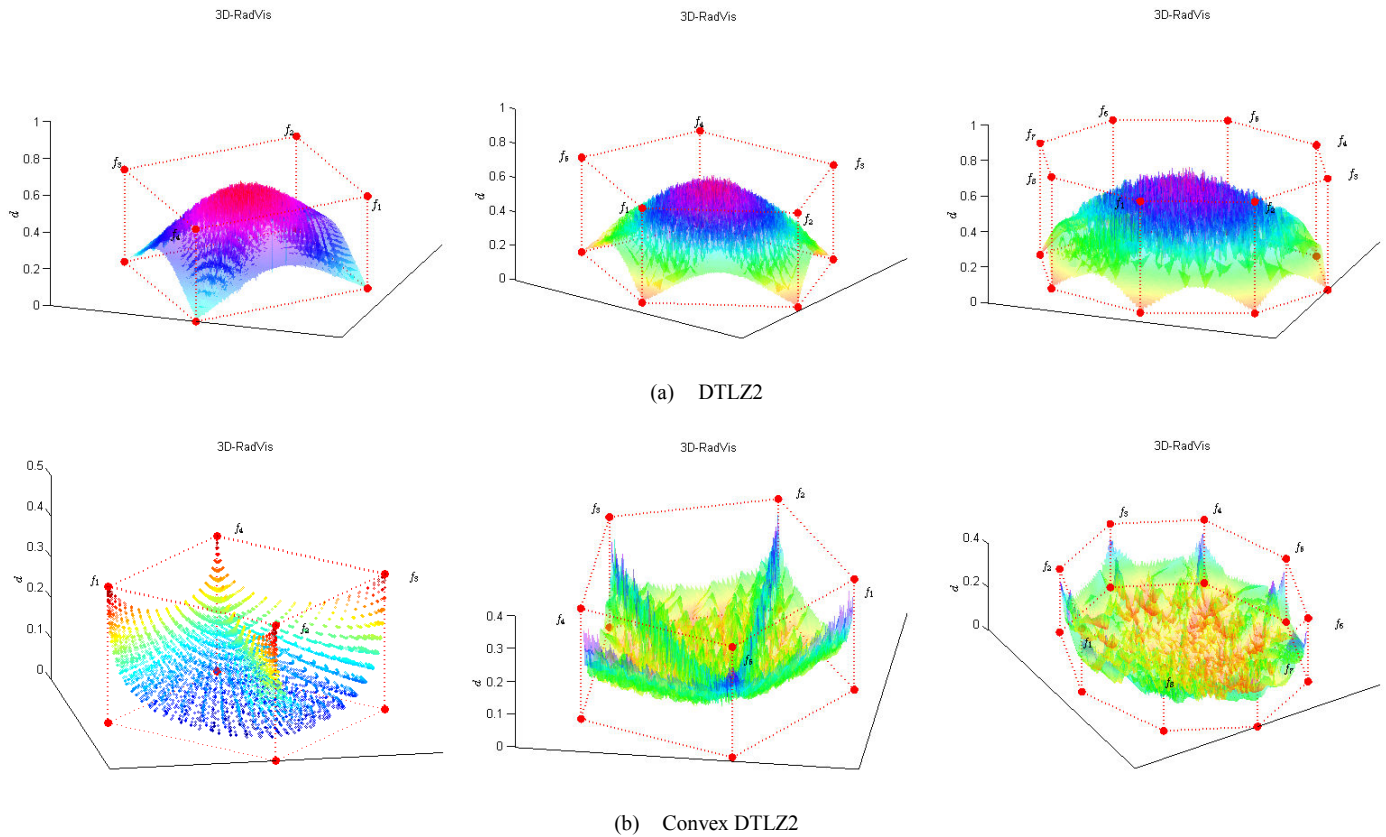 3D-RadVis
3D-RadVis
3D-RadVis
1
0.8
0.6
0.4
0.2
0
d
f2
f3
f1
f4
1
0.8
0.6
0.4
0.2
0
d
f4
f5
f3
f1
f2
1
0.8
0.6
0.4
0.2
0
d
f6
f5
f7
f4
f8
f3
f1
f2
(a) DTLZ2
3D-RadVis
3D-RadVis
3D-RadVis
0.5
0.4
0.3
0.2
0.1
0
d
f4
f1
f3
f2
0.4
0.3
0.2
0.1
0
d
f2
f3
f1
f4
f5
0.4
0.2
0
d
f3
f4
f5
f2
f6
f1
f7
f8
(b) Convex DTLZ2